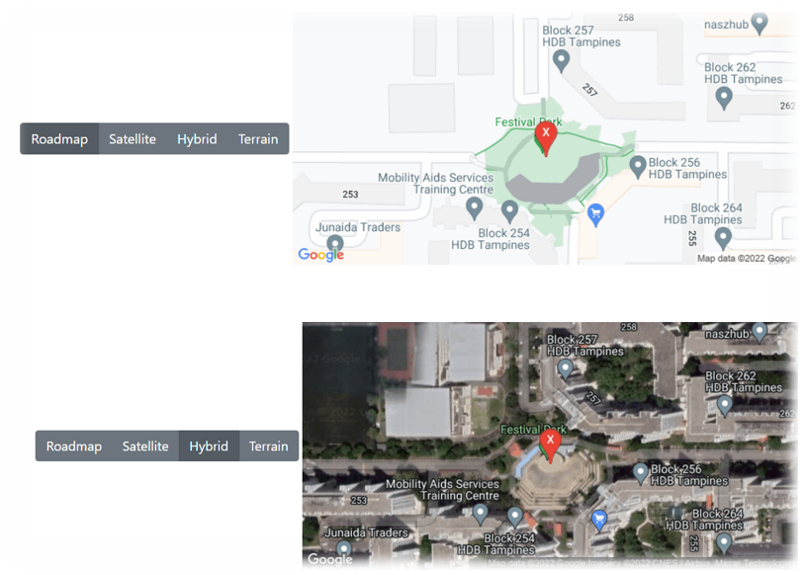 258
naszhub
Block 257
HDB Tampines
Block 262
HDB Tampines
257
262
Festival Park
X
Roadmap Satellite Hybrid Terrain
Mobility Aids Services
Training Centre
Block 256
HDB Tampines
253
Block 264
HDB Tampines
Junaida Traders
Block 254
HDB Tampines
255
Google
Map data ©2022 Google
258
naszhub
Block 257
HDB Tampines
Block 262
HDB Tampines
257
262
Festival Park
X
Roadmap Satellite Hybrid Terrain
Block 256
HDB Tampines
Mobility Aids Services
Training Centre
253
Block 264
HDB Tampines
Junaida Traders
Block 254
HDB Tampines
255
Google